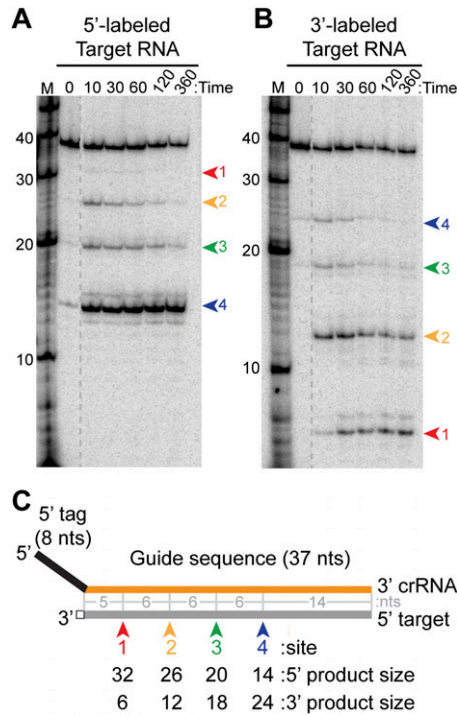 A
5'-labeled
Target RNA
M 0 10 30 60 120 360 :Time
40
30
20
10
1
2
3
4
B
3'-labeled
Target RNA
M 0 10 30 60 120 360 :Time
40
30
20
10
4
3
2
1
C
5' tag
(8 nts)
5'
Guide sequence (37 nts)
3' crRNA
5 6 6 6 14 :nts
3' 5' target
1 2 3 4 :site
32 26 20 14 :5' product size
6 12 18 24 :3' product size